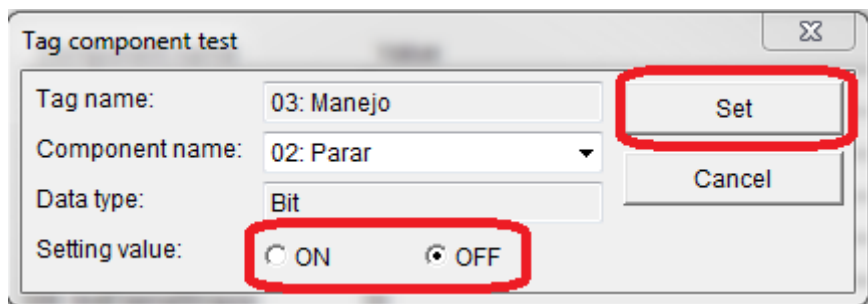 Tag component test
Tag name: 03: Manejo
Set
Component name: 02: Parar
Cancel
Data type: Bit
Setting value: ON OFF